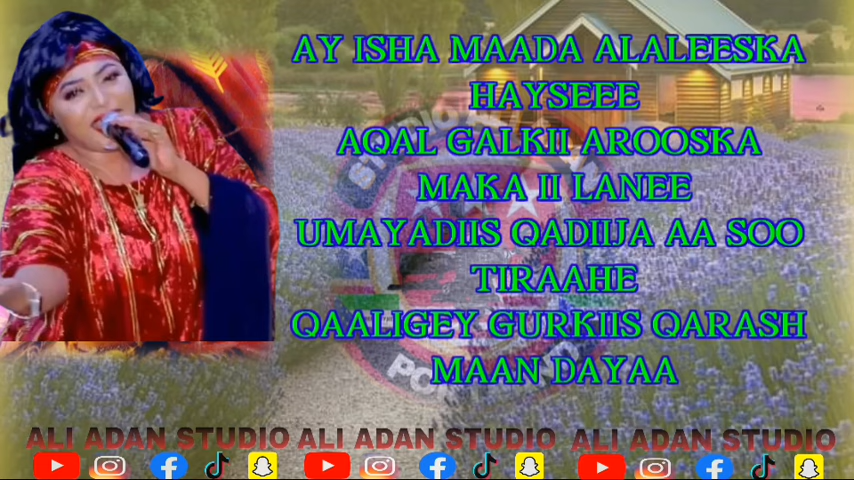 AY ISHA MAADA ALALEESKA
HAYSEEE
AQAL GALKII AROOSKA
MAKA II LANEE
UMAYADIIS QADIIJA AA SOO
TIRAAHE
QAALIGEY GURKIIS QARASH
MAAN DAYAA
ALI ADAN STUDIO ALI ADAN STUDIO ALI ADAN STUDIO